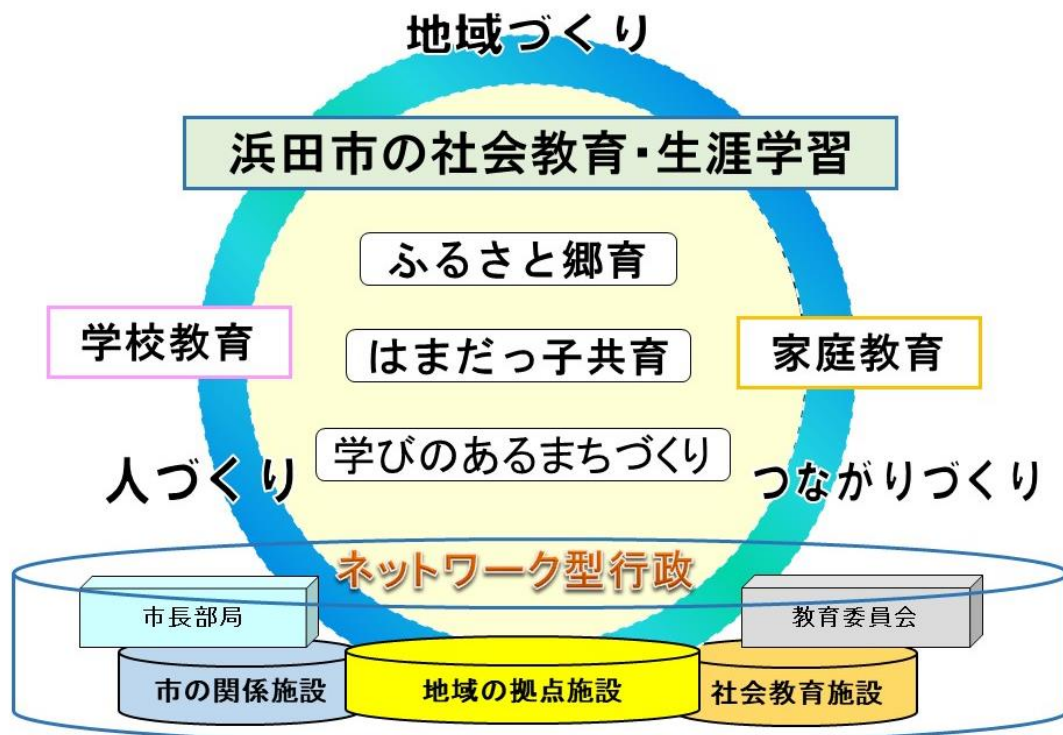 地域づくり
浜田市の社会教育・生涯学習
ふるさと郷育
学校教育
はまだっ子共育
家庭教育
学びのあるまちづくり
人づくり
つながりづくり
ネットワーク型行政
市長部局
教育委員会
市の関係施設
地域の拠点施設
社会教育施設